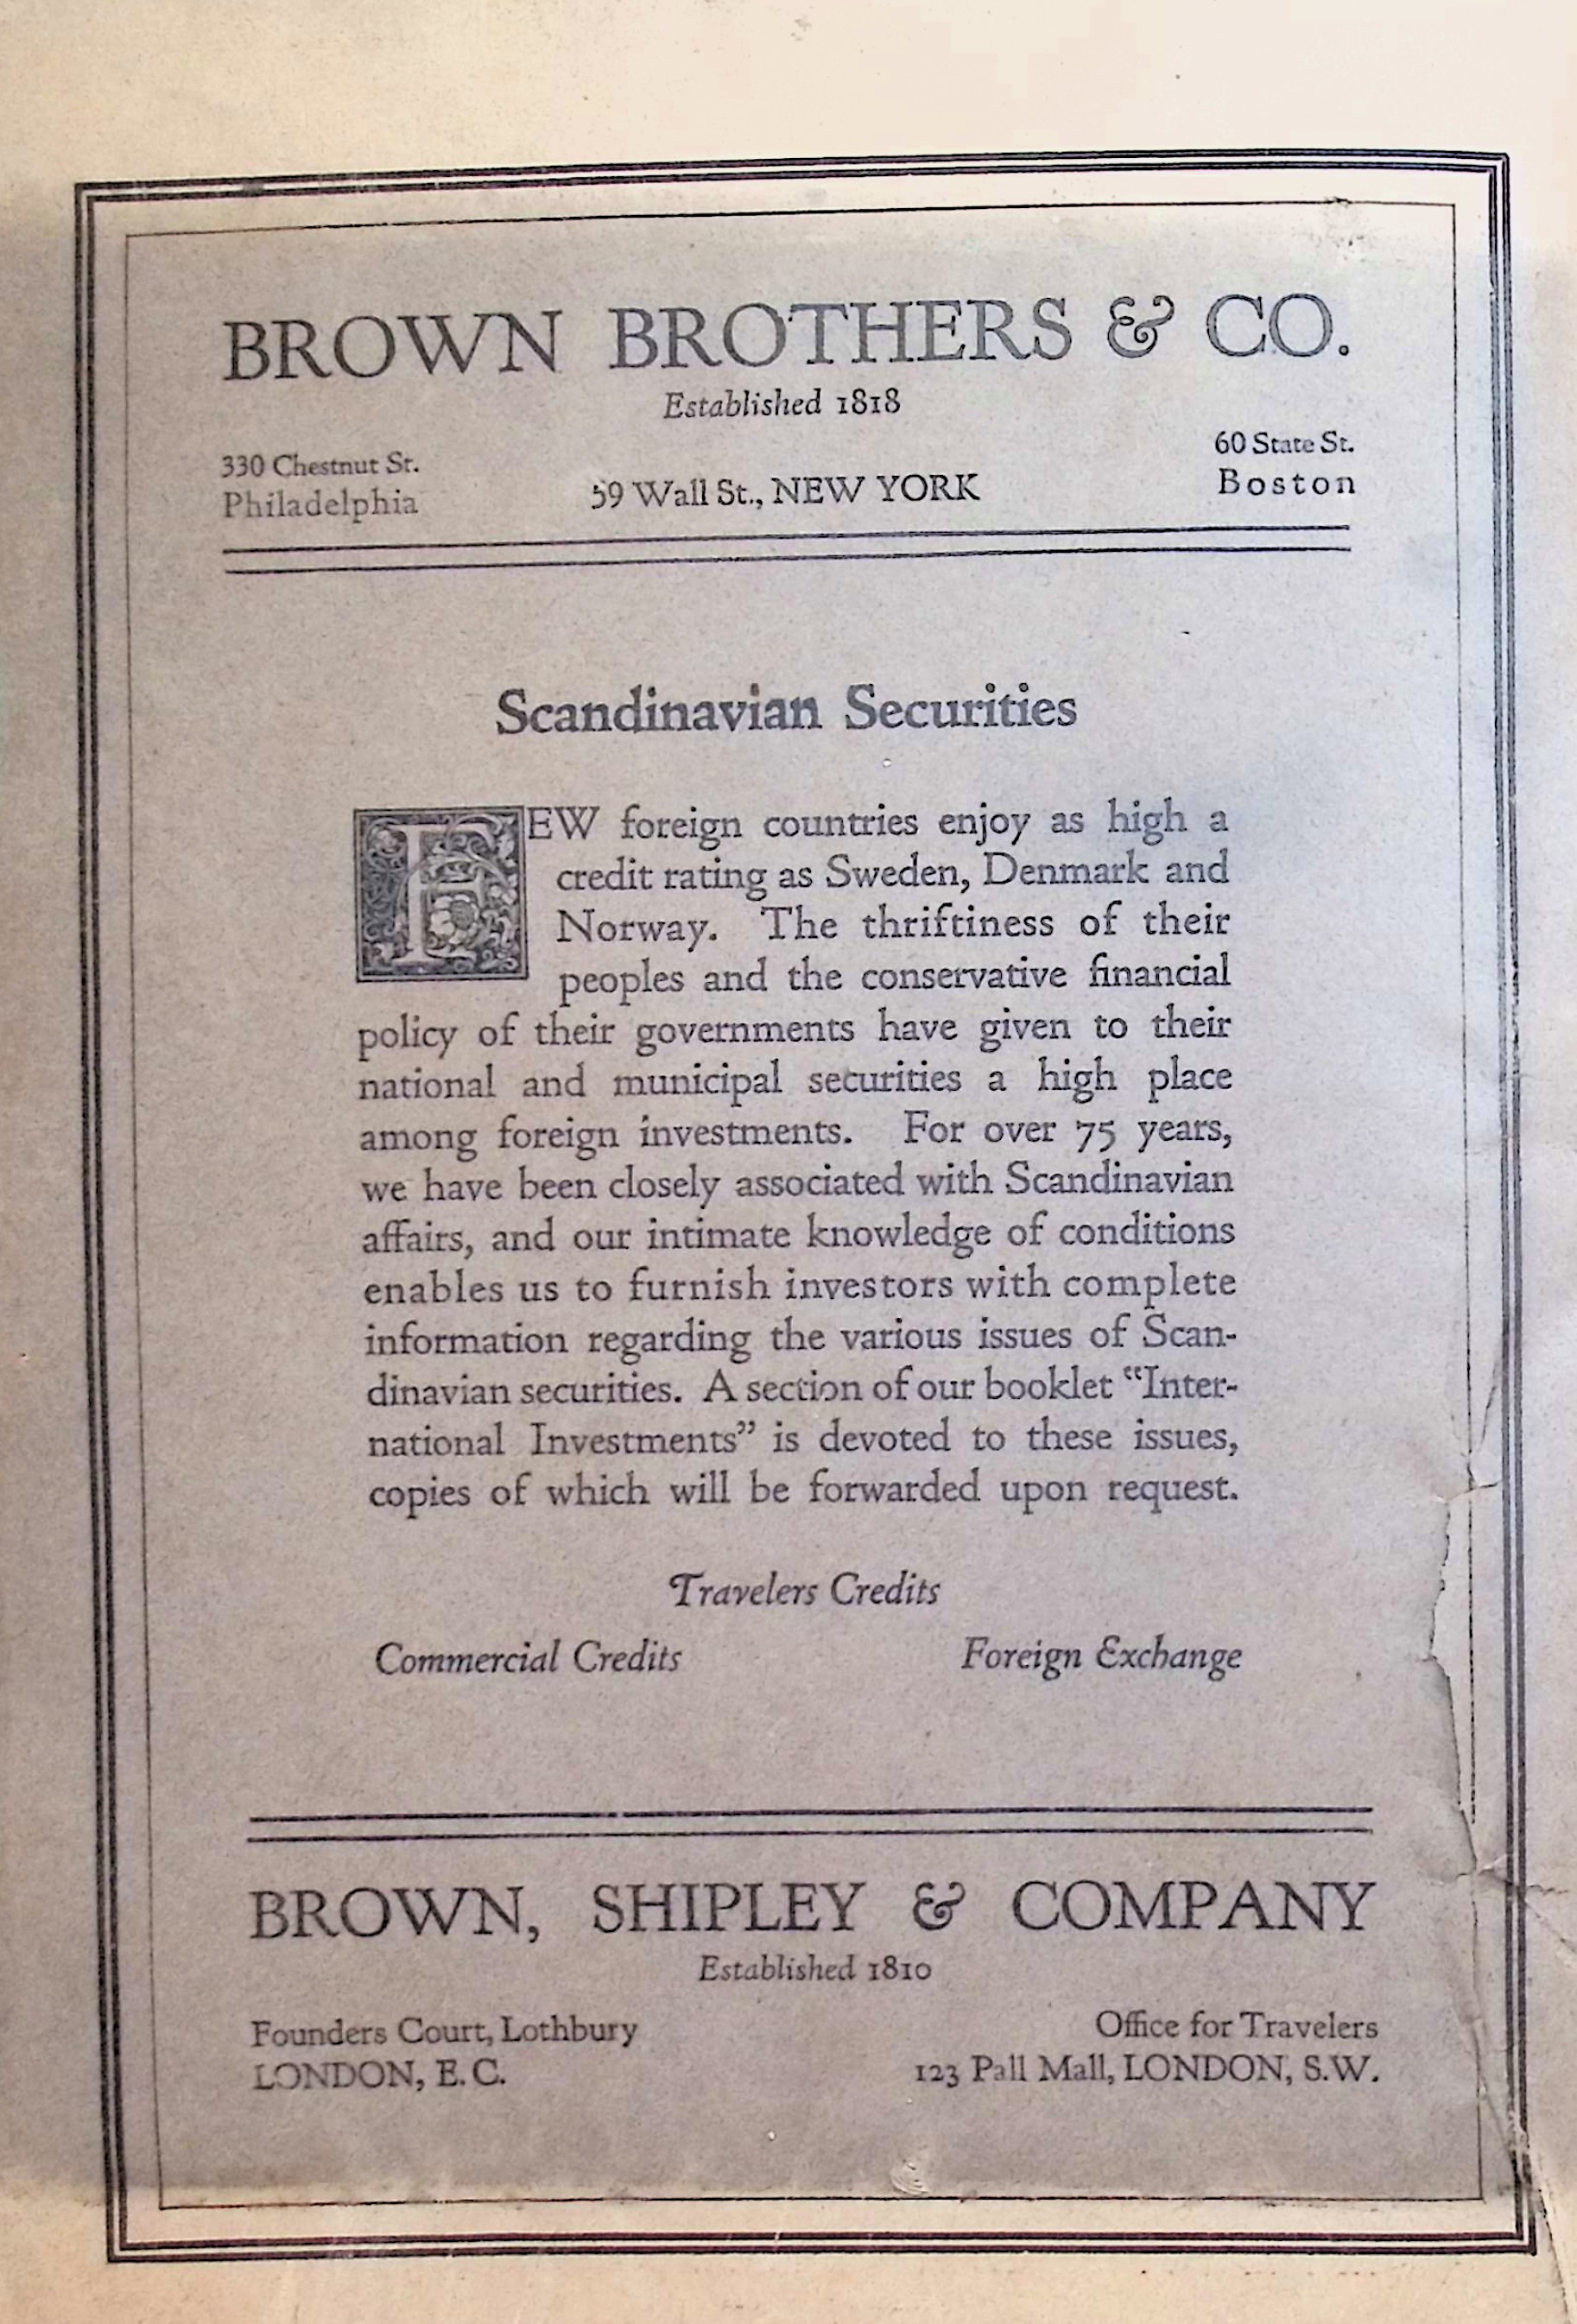 BROWN BROTHERS & CO.
Established 1818
330 Chestnut St.
Philadelphia
59 Wall St., NEW YORK
60 State St.
Boston
Scandinavian Securities
FEW foreign countries enjoy as high a
credit rating as Sweden, Denmark and
Norway. The thriftiness of their
peoples and the conservative financial
policy of their governments have given to their
national and municipal securities a high place
among foreign investments. For over 75 years,
we have been closely associated with Scandinavian
affairs, and our intimate knowledge of conditions
enables us to furnish investors with complete
information regarding the various issues of Scan-
dinavian securities. A section of our booklet “Inter-
national Investments” is devoted to these issues,
copies of which will be forwarded upon request.
Travelers Credits
Commercial Credits Foreign Exchange
BROWN, SHIPLEY & COMPANY
Established 1810
Founders Court, Lothbury
LONDON, E. C.
Office for Travelers
123 Pall Mall, LONDON, S.W.